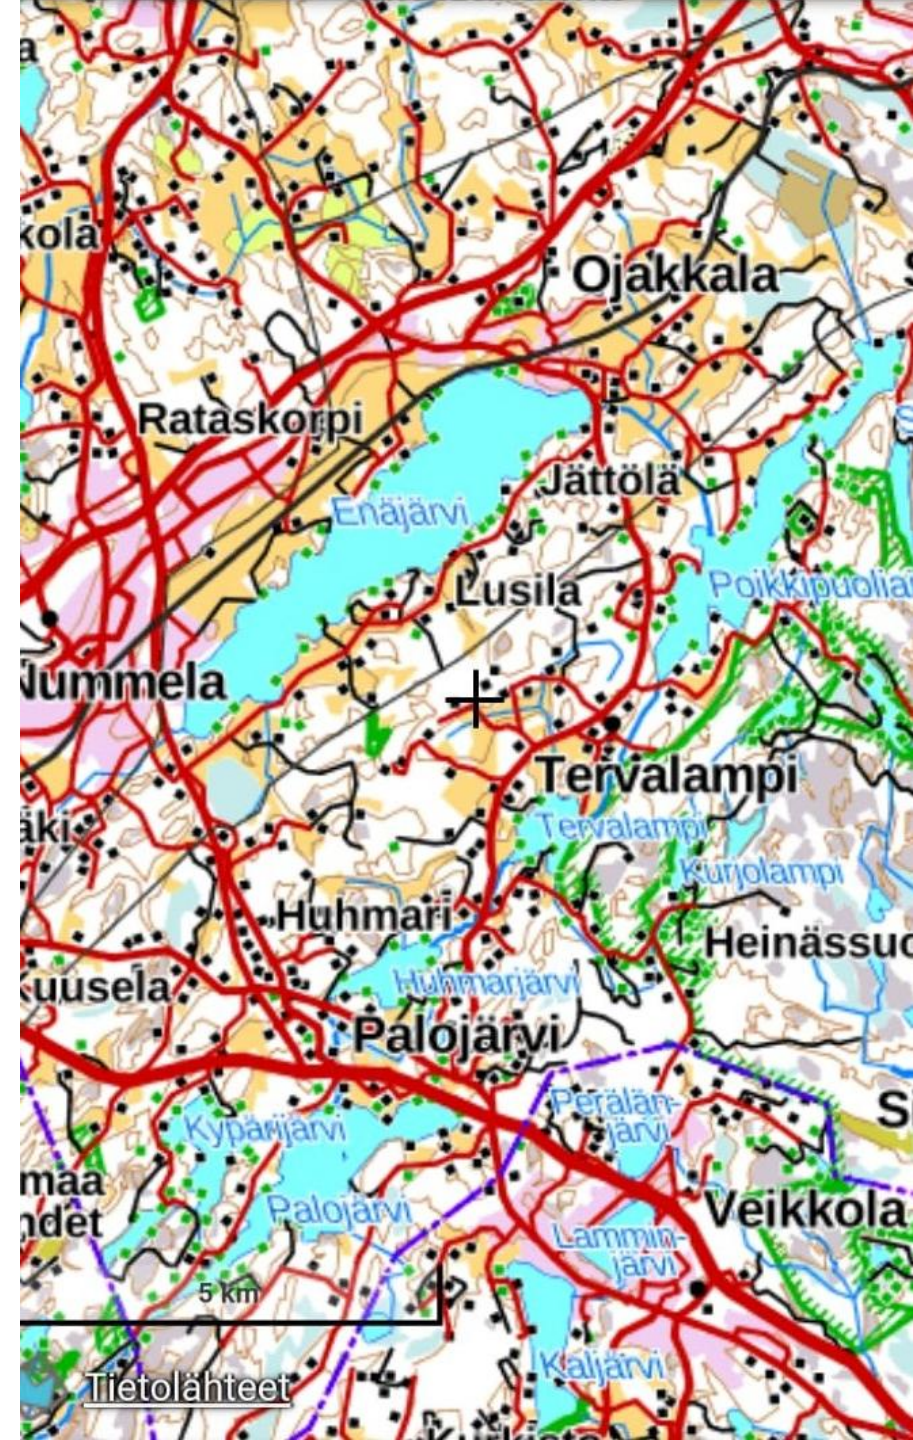 kola
Ojakkala
Rataskorpi
Jättölä
Enäjärvi
Lusila
Poikkipuolia
Nummela
Tervalampi
äki
Tervalampi
Kurjolampi
Huhmari
Heinässuo
uusela
Huhmarjärvi
Palojärvi
Perälän-
järvi
Kypärijärvi
maa
Palojärvi
Veikkola
ndet
Lammin-
järvi
5 km
Kaljärvi
Tietolähteet